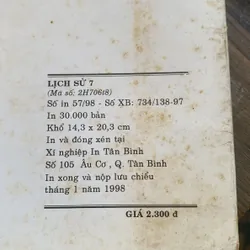 LỊCH SỬ 7
(Mã số: 2H706t8)
Số in 57/98 - Số XB: 734/138-97
In 30.000 bản
Khổ 14,3 x 20,3 cm
In và đóng xén tại
Xí nghiệp In Tân Bình
Số 105 Âu Cơ, Q. Tân Bình
In xong và nộp lưu chiểu
tháng 1 năm 1998
GIÁ 2.300 đ